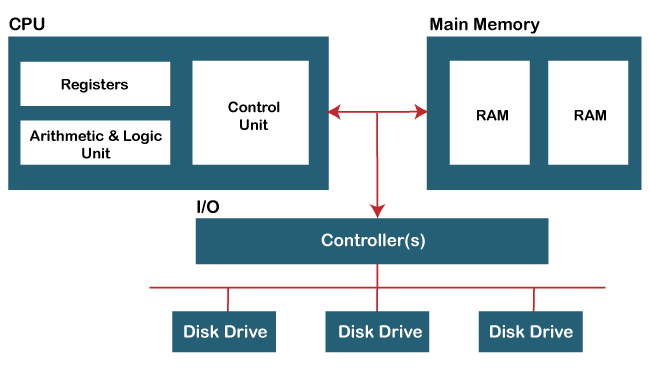 CPU
Main Memory
Registers
Arithmetic & Logic
Unit
Control
Unit
RAM
RAM
I/O
Controller(s)
Disk Drive
Disk Drive
Disk Drive